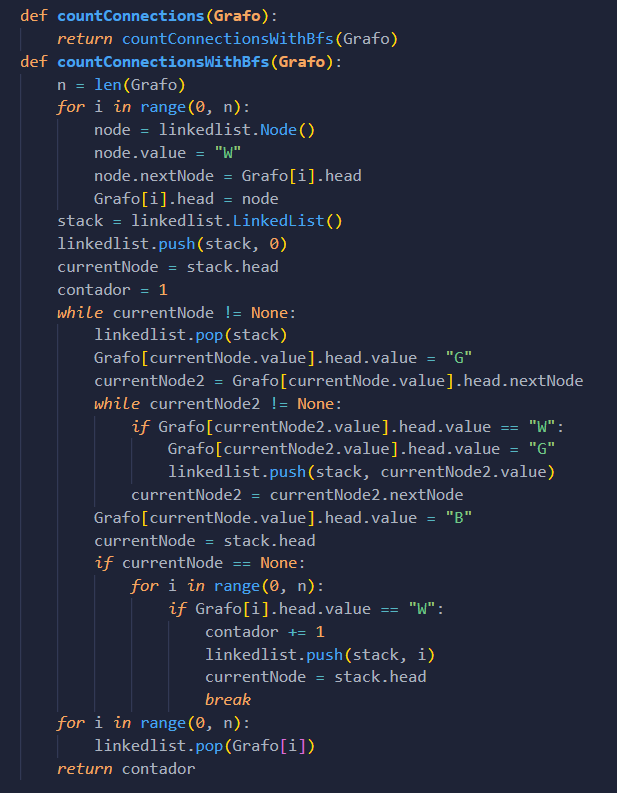 def countConnections(Grafo):
    return countConnectionsWithBfs(Grafo)
def countConnectionsWithBfs(Grafo):
    n = len(Grafo)
    for i in range(0, n):
        node = linkedlist.Node()
        node.value = "W"
        node.nextNode = Grafo[i].head
        Grafo[i].head = node
    stack = linkedlist.LinkedList()
    linkedlist.push(stack, 0)
    currentNode = stack.head
    contador = 1
    while currentNode != None:
        linkedlist.pop(stack)
        Grafo[currentNode.value].head.value = "G"
        currentNode2 = Grafo[currentNode.value].head.nextNode
        while currentNode2 != None:
            if Grafo[currentNode2.value].head.value == "W":
                Grafo[currentNode2.value].head.value = "G"
                linkedlist.push(stack, currentNode2.value)
            currentNode2 = currentNode2.nextNode
        Grafo[currentNode.value].head.value = "B"
        currentNode = stack.head
        if currentNode == None:
            for i in range(0, n):
                if Grafo[i].head.value == "W":
                    contador += 1
                    linkedlist.push(stack, i)
                    currentNode = stack.head
                    break
    for i in range(0, n):
        linkedlist.pop(Grafo[i])
    return contador